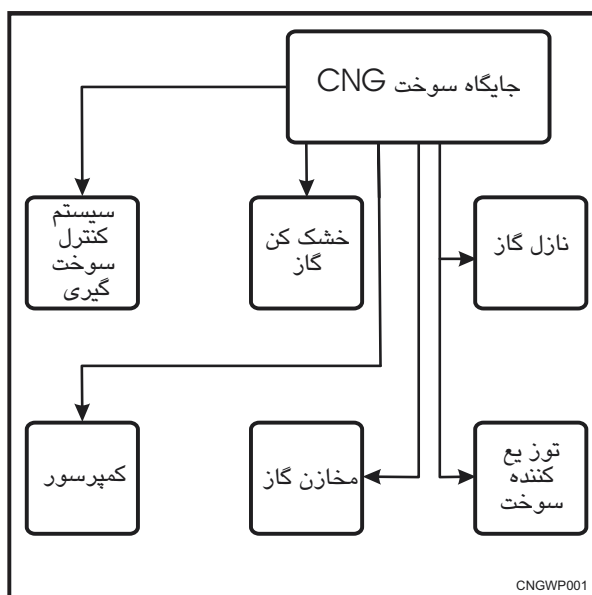 جایگاه سوخت CNG
نازل گاز
خشک کن
گاز
سیستم
کنترل
سوخت
گیری
توز یع
کننده
سوخت
مخازن گاز
کمپرسور
CNGWP001